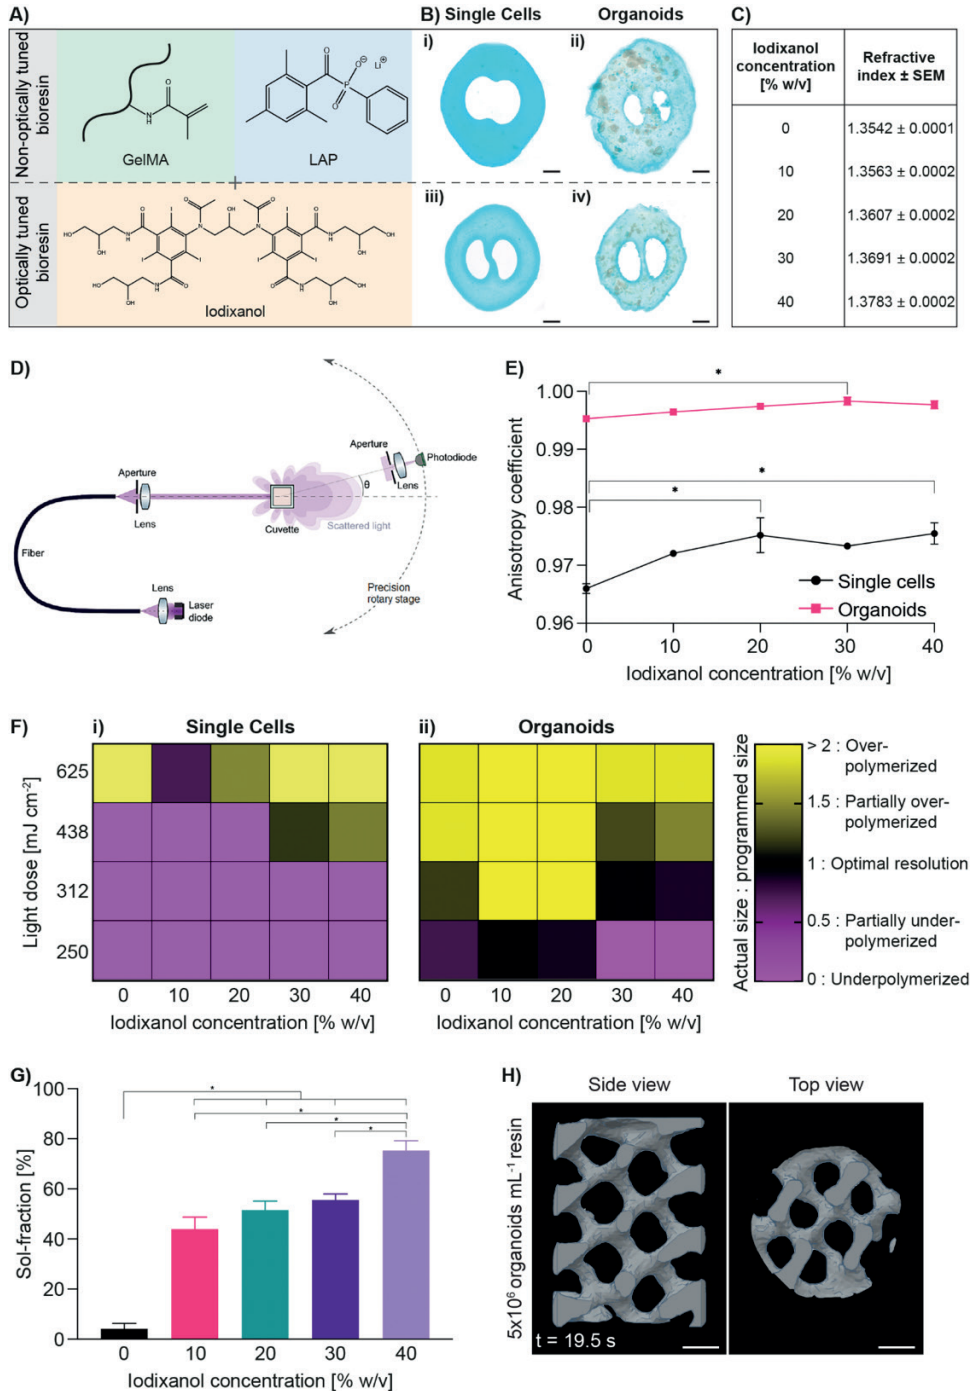 A)
Non-optically tuned
bioresin
GelMA
LAP
O
N
H
O
O
P
O
Li
Optically tuned
bioresin
Iodixanol
B) Single Cells Organoids
i) ii)
iii) iv)
C)
Iodixanol
concentration
[% w/v]
Refractive
index ± SEM
0 1.3542 ± 0.0001
10 1.3563 ± 0.0002
20 1.3607 ± 0.0002
30 1.3691 ± 0.0002
40 1.3783 ± 0.0002
D)
Aperture
Lens
Fiber
Lens
Laser
diode
Cuvette
Scattered light
θ
Aperture
Lens
Photodiode
Precision
rotary stage
E)
Anisotropy coefficient
1.00
0.99
0.98
0.97
0.96
*
*
*
Single cells
Organoids
0 10 20 30 40
Iodixanol concentration [% w/v]
F) i) Single Cells ii) Organoids
Light dose [mJ cm-2]
625
438
312
250
0 10 20 30 40
Iodixanol concentration [% w/v]
0 10 20 30 40
Iodixanol concentration [% w/v]
Actual size : programmed size
> 2 : Over-
polymerized
1.5 : Partially over-
polymerized
1 : Optimal resolution
0.5 : Partially under-
polymerized
0 : Underpolymerized
G)
Sol-fraction [%]
100
80
60
40
20
0
*
*
*
*
0 10 20 30 40
Iodixanol concentration [% w/v]
H)
Side view Top view
5x10⁶ organoids mL⁻¹ resin
t = 19.5 s